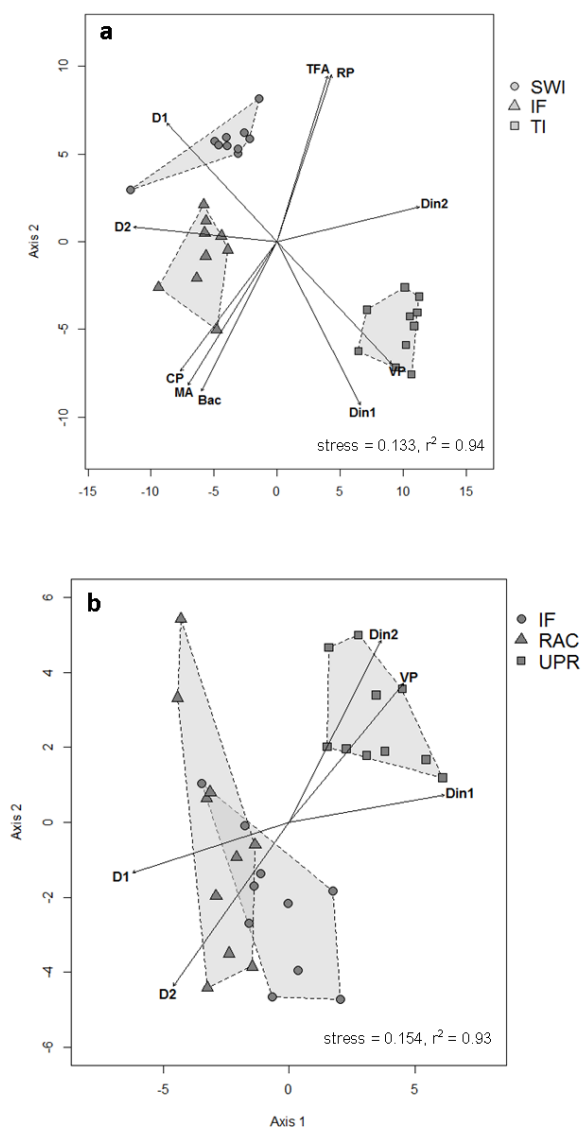 a
TFA RP
D1
Din2
D2
CP
MA
Bac
VP
Din1
stress = 0.133, r² = 0.94
SWI
IF
TI
Axis 2
10
5
0
-5
-10
-15 -10 -5 0 5 10 15
b
Din2
VP
Din1
D1
D2
stress = 0.154, r² = 0.93
IF
RAC
UPR
Axis 2
6
4
2
0
-2
-4
-6
-5 0 5
Axis 1